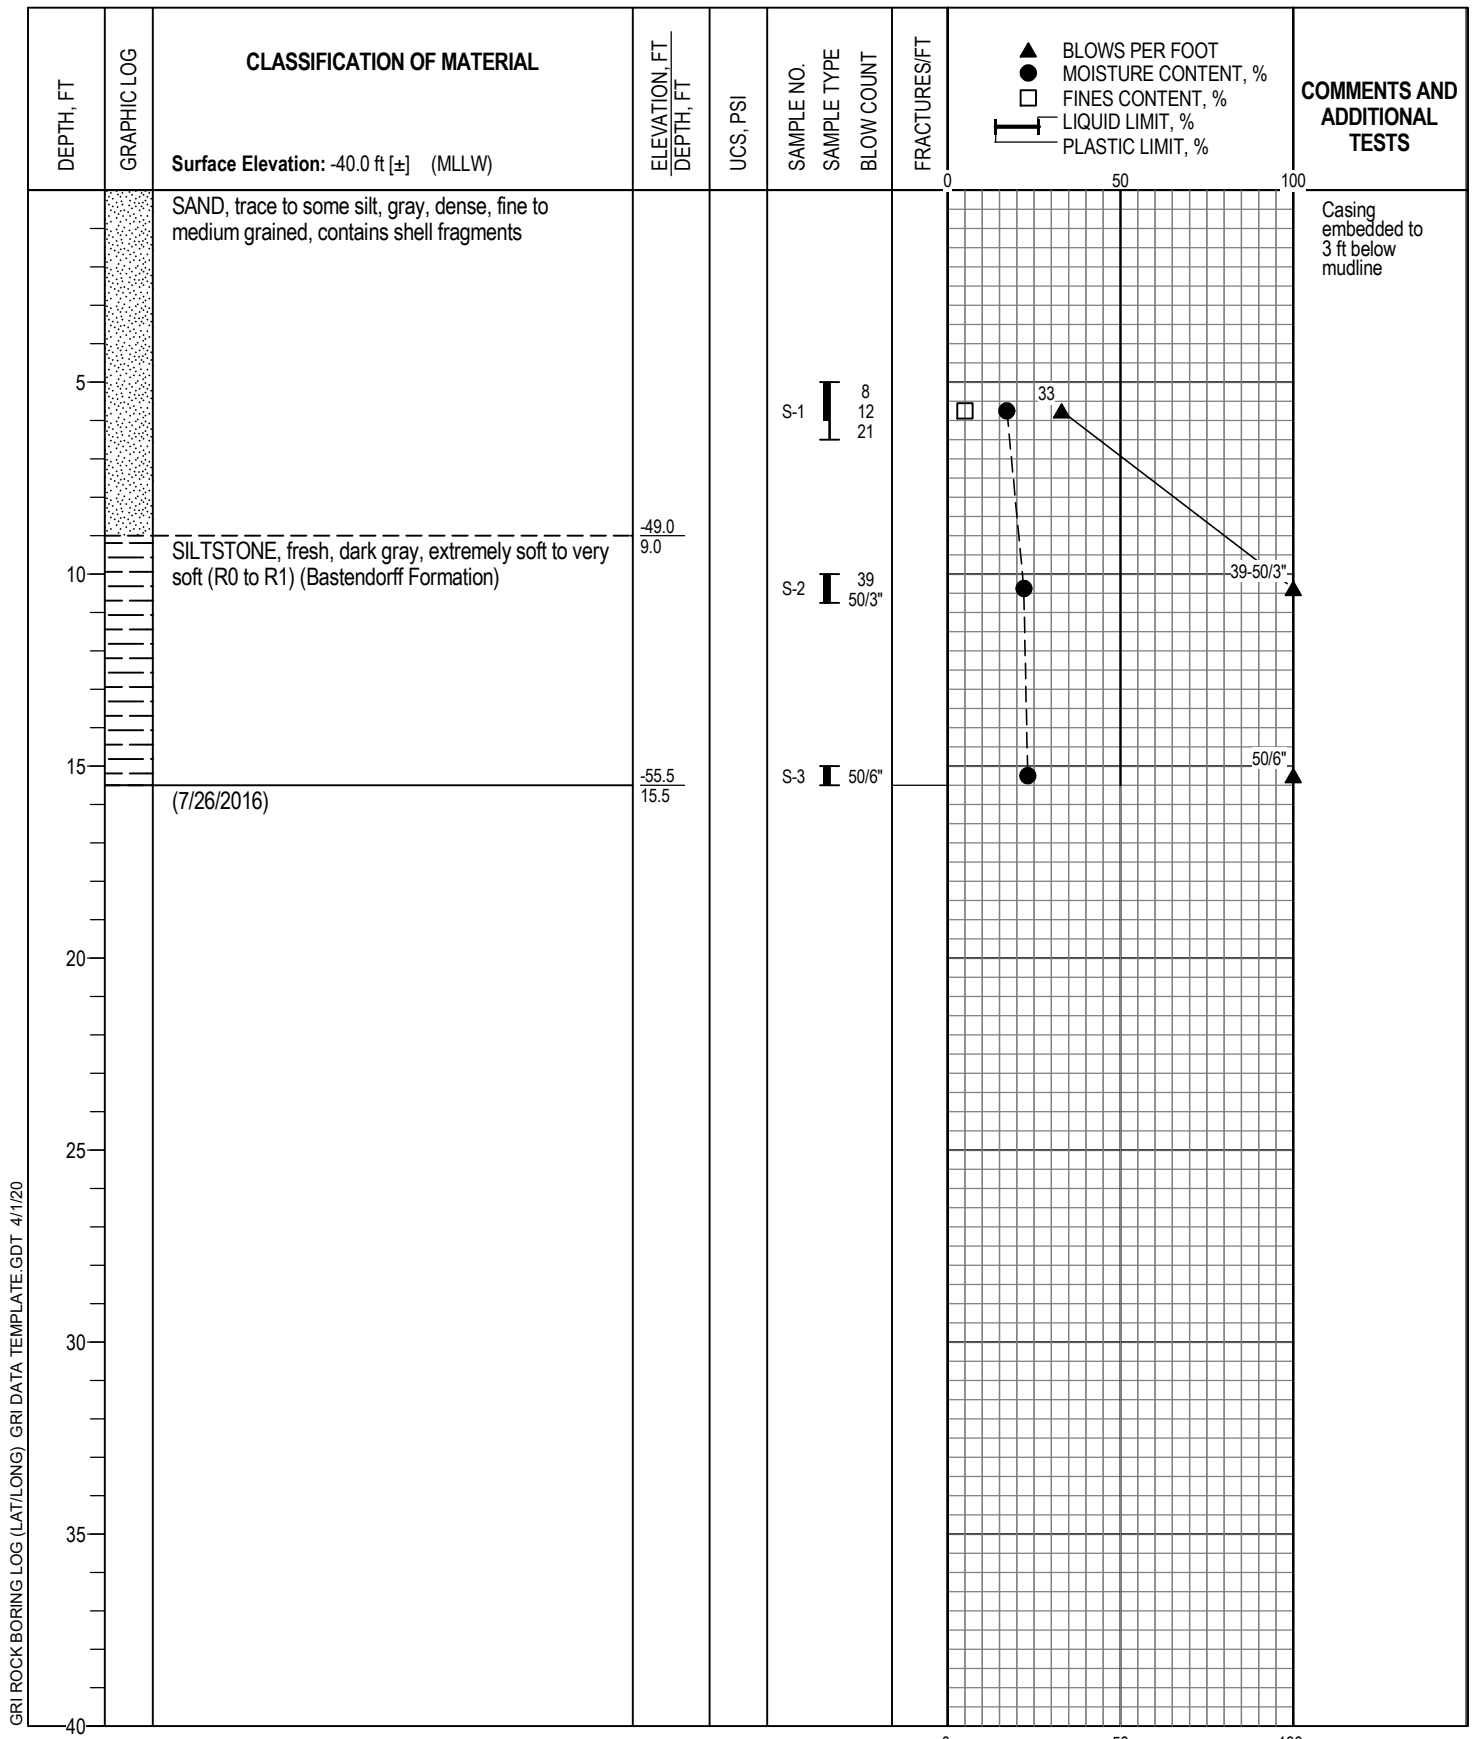 DEPTH, FT
GRAPHIC LOG
CLASSIFICATION OF MATERIAL
Surface Elevation: -40.0 ft [±] (MLLW)
ELEVATION, FT
DEPTH, FT
UCS, PSI
SAMPLE NO.
SAMPLE TYPE
BLOW COUNT
FRACTURES/FT
BLOWS PER FOOT
MOISTURE CONTENT, %
FINES CONTENT, %
LIQUID LIMIT, %
PLASTIC LIMIT, %
COMMENTS AND
ADDITIONAL
TESTS
0 50 100
SAND, trace to some silt, gray, dense, fine to
medium grained, contains shell fragments
Casing
embedded to
3 ft below
mudline
5
S-1
8
12
21
33
-49.0
9.0
SILTSTONE, fresh, dark gray, extremely soft to very
soft (R0 to R1) (Bastendorff Formation)
10
S-2
39
50/3"
39-50/3"
15
-55.5
15.5
S-3
50/6"
50/6"
(7/26/2016)
20
25
30
35
40
GRI ROCK BORING LOG (LAT/LONG) GRI DATA TEMPLATE.GDT 4/1/20